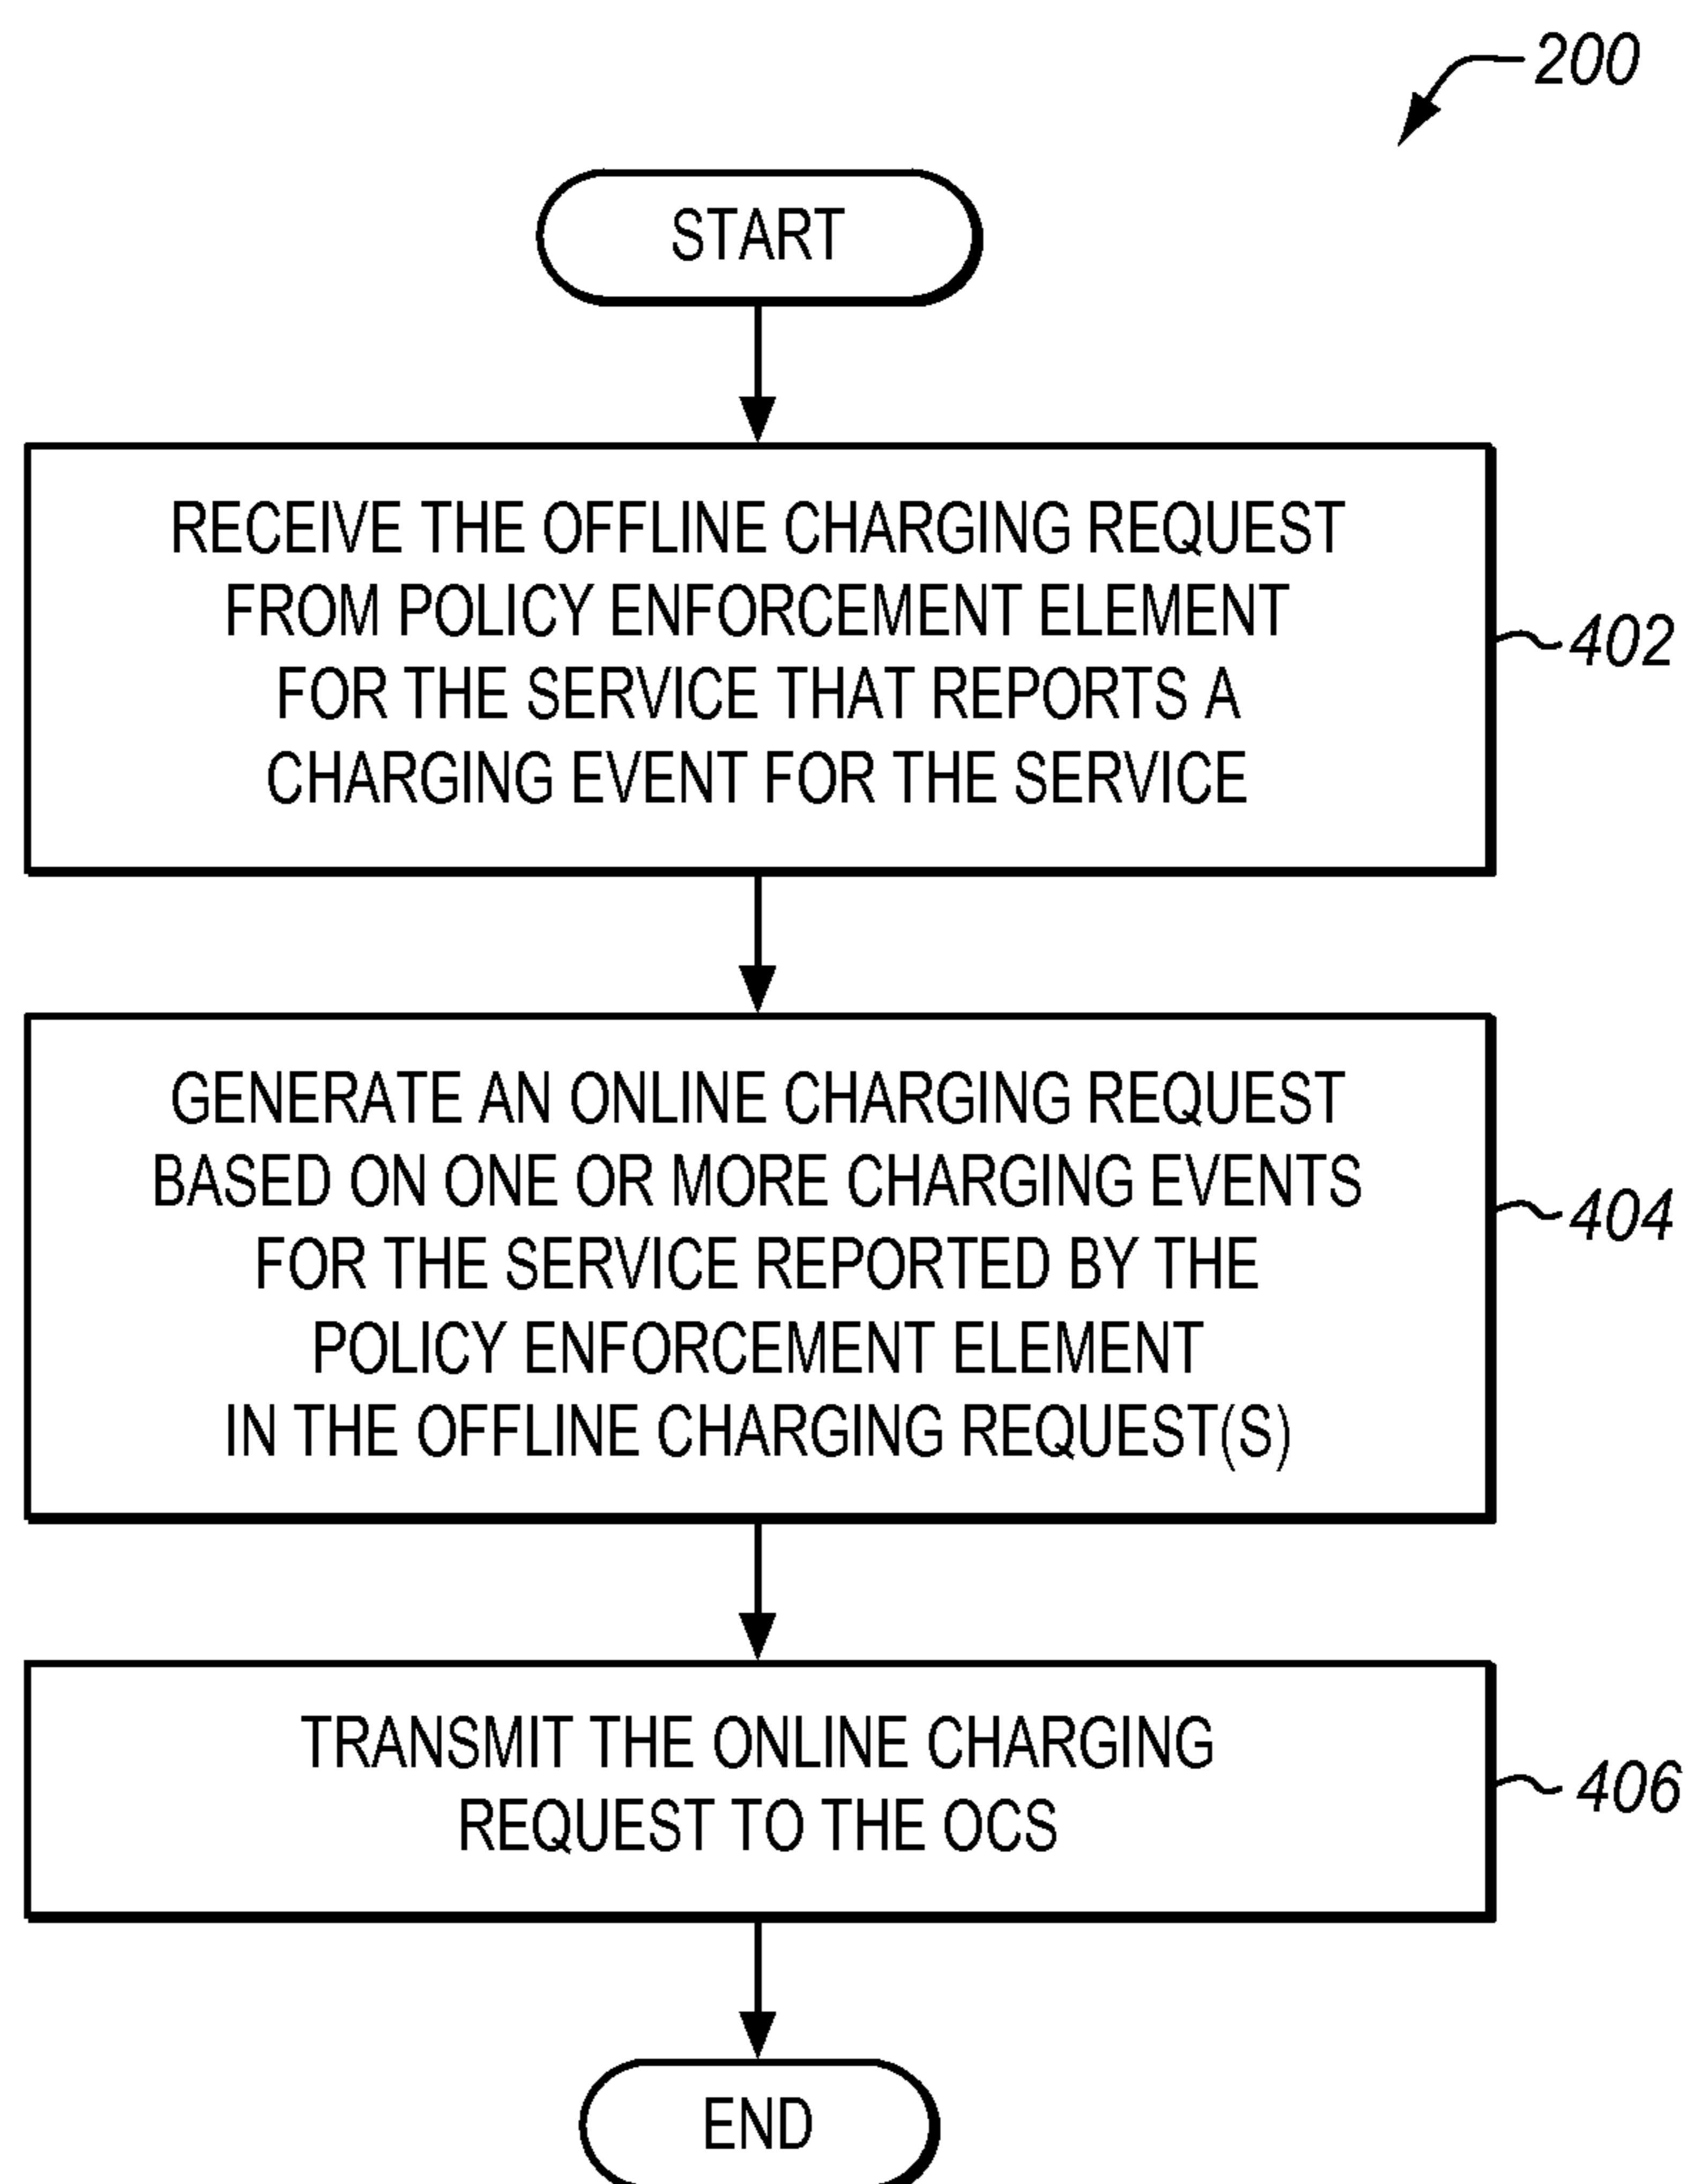 200
START
RECEIVE THE OFFLINE CHARGING REQUEST
FROM POLICY ENFORCEMENT ELEMENT
FOR THE SERVICE THAT REPORTS A
CHARGING EVENT FOR THE SERVICE
402
GENERATE AN ONLINE CHARGING REQUEST
BASED ON ONE OR MORE CHARGING EVENTS
FOR THE SERVICE REPORTED BY THE
POLICY ENFORCEMENT ELEMENT
IN THE OFFLINE CHARGING REQUEST(S)
404
TRANSMIT THE ONLINE CHARGING
REQUEST TO THE OCS
406
END